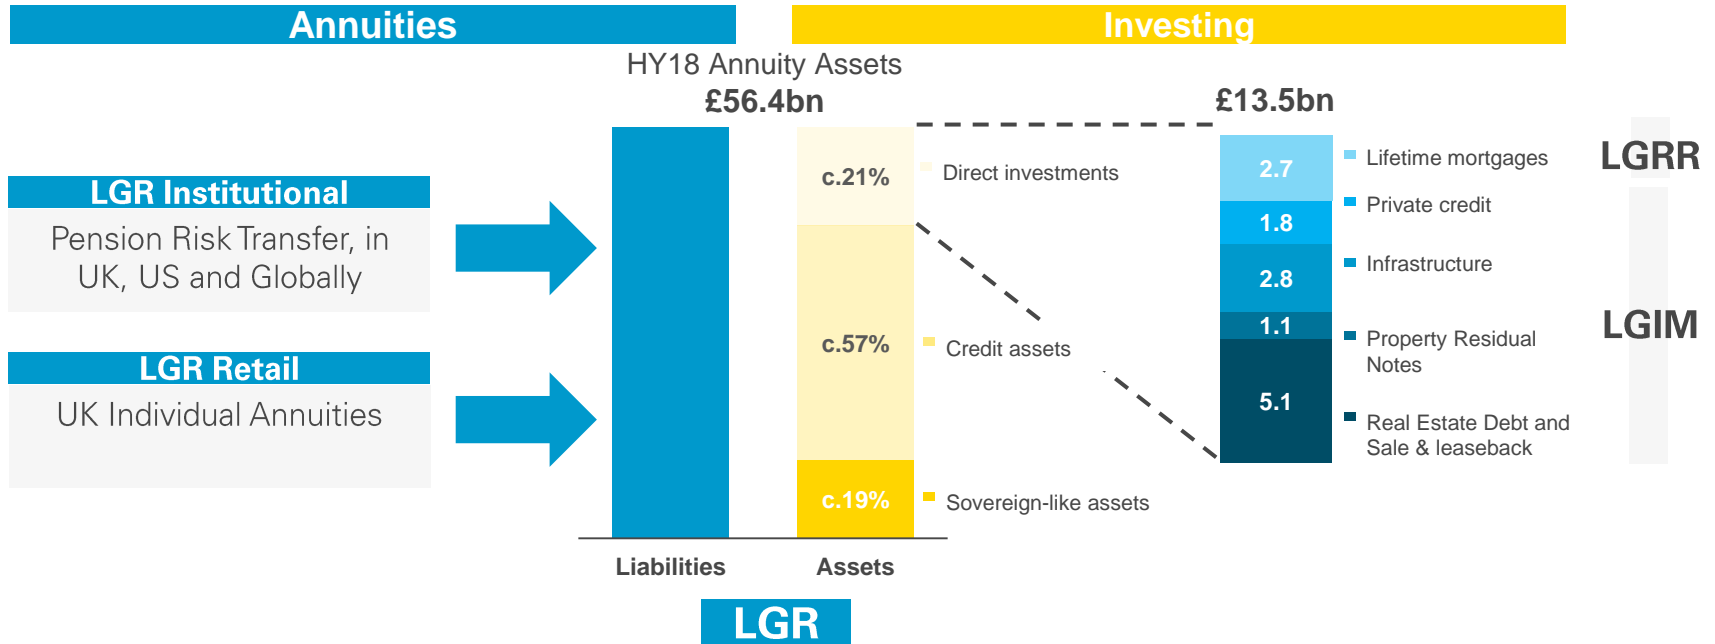 Annuities
Investing
HY18 Annuity Assets
£56.4bn
£13.5bn
LGR Institutional
Pension Risk Transfer, in
UK, US and Globally
LGR Retail
UK Individual Annuities
c.21%
Direct investments
c.57%
Credit assets
c.19%
Sovereign-like assets
Liabilities
Assets
LGR
2.7
Lifetime mortgages
1.8
Private credit
2.8
Infrastructure
1.1
Property Residual
Notes
5.1
Real Estate Debt and
Sale & leaseback
LGRR
LGIM